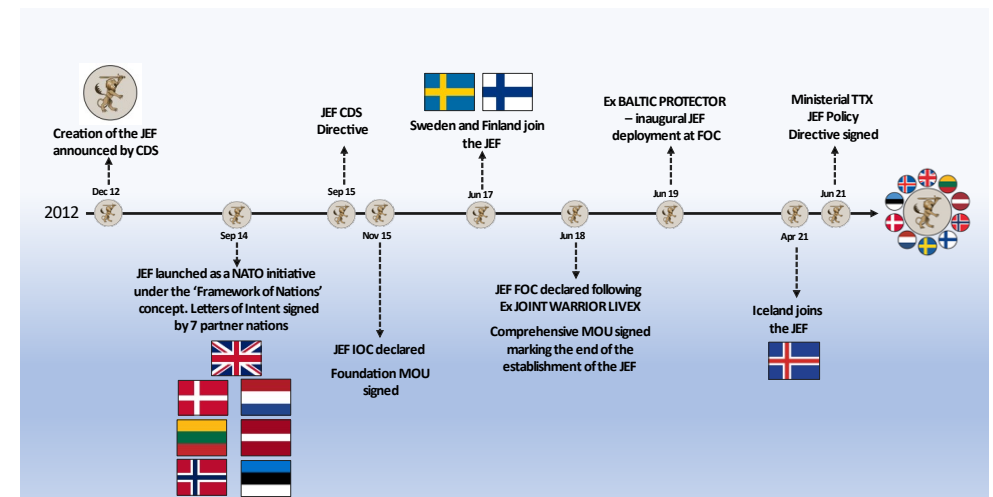 Creation of the JEF
announced by CDS
Dec 12
2012
Sep 14
JEF launched as a NATO initiative
under the ‘Framework of Nations’
concept. Letters of Intent signed
by 7 partner nations
JEF CDS
Directive
Sep 15
Nov 15
JEF IOC declared
Foundation MOU
signed
Sweden and Finland join
the JEF
Jun 17
Jun 18
JEF FOC declared following
Ex JOINT WARRIOR LIVEX
Comprehensive MOU signed
marking the end of the
establishment of the JEF
Ex BALTIC PROTECTOR
– inaugural JEF
deployment at FOC
Jun 19
Apr 21
Iceland joins
the JEF
Ministerial TTX
JEF Policy
Directive signed
Jun 21